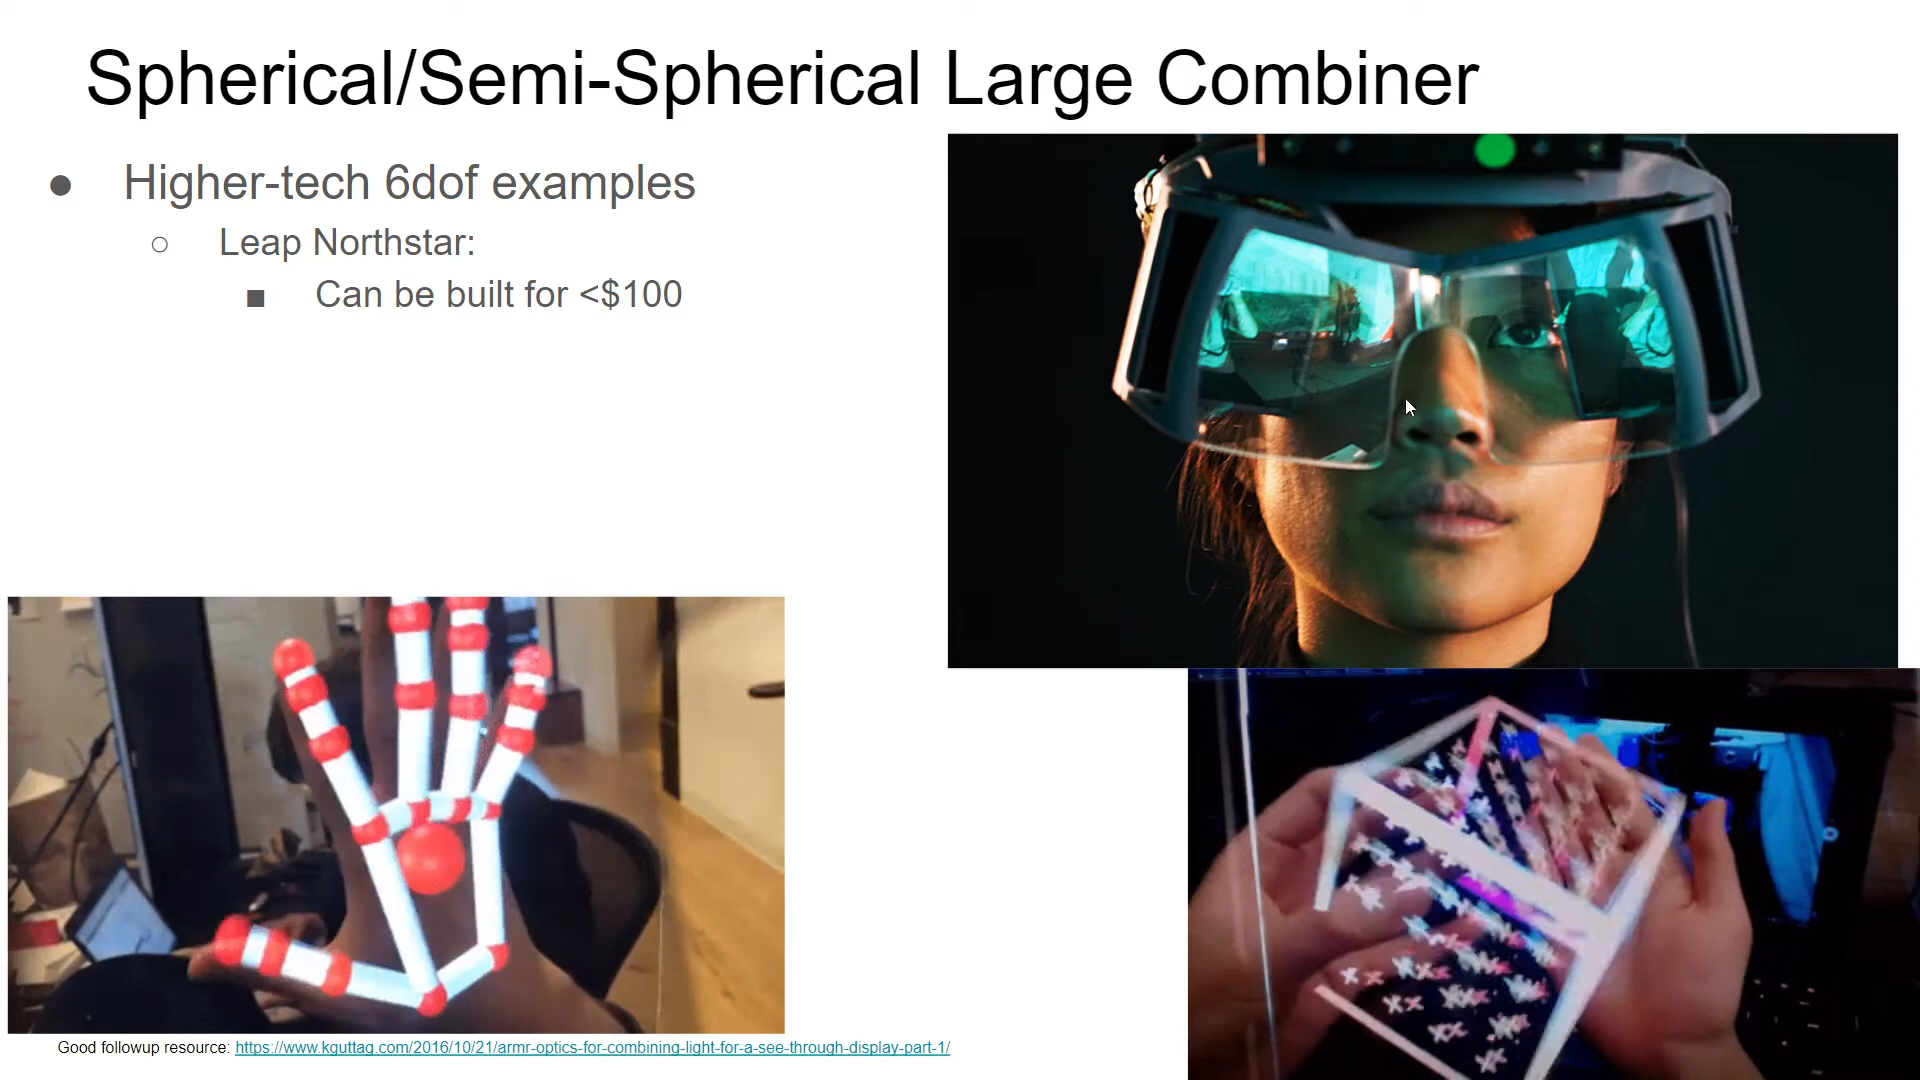 Spherical/Semi-Spherical Large Combiner
● Higher-tech 6dof examples
○ Leap Northstar:
■ Can be built for <$100
Good followup resource: https://www.kguttag.com/2016/10/21/armr-optics-for-combining-light-for-a-see-through-display-part-1/